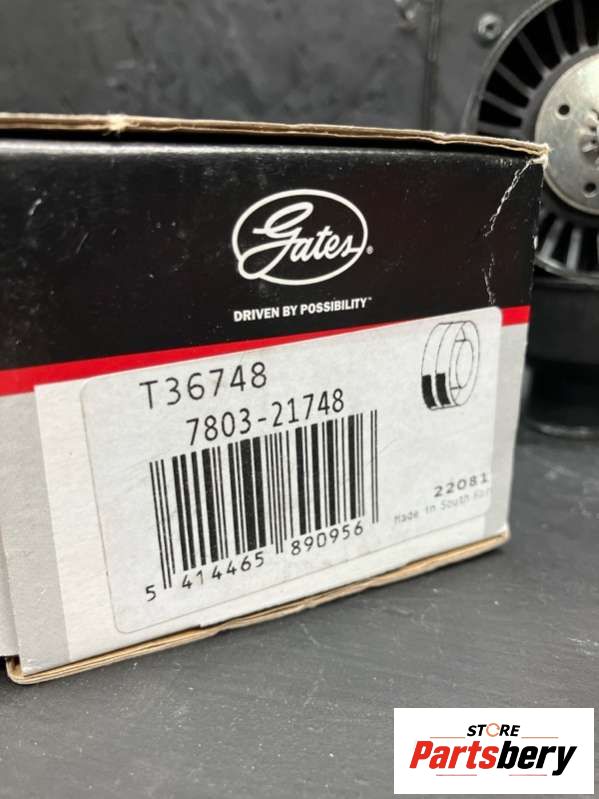 Gates®
DRIVEN BY POSSIBILITY™
T36748
7803-21748
5 414465 890956
22081
Made in South
STORE
Partsbery